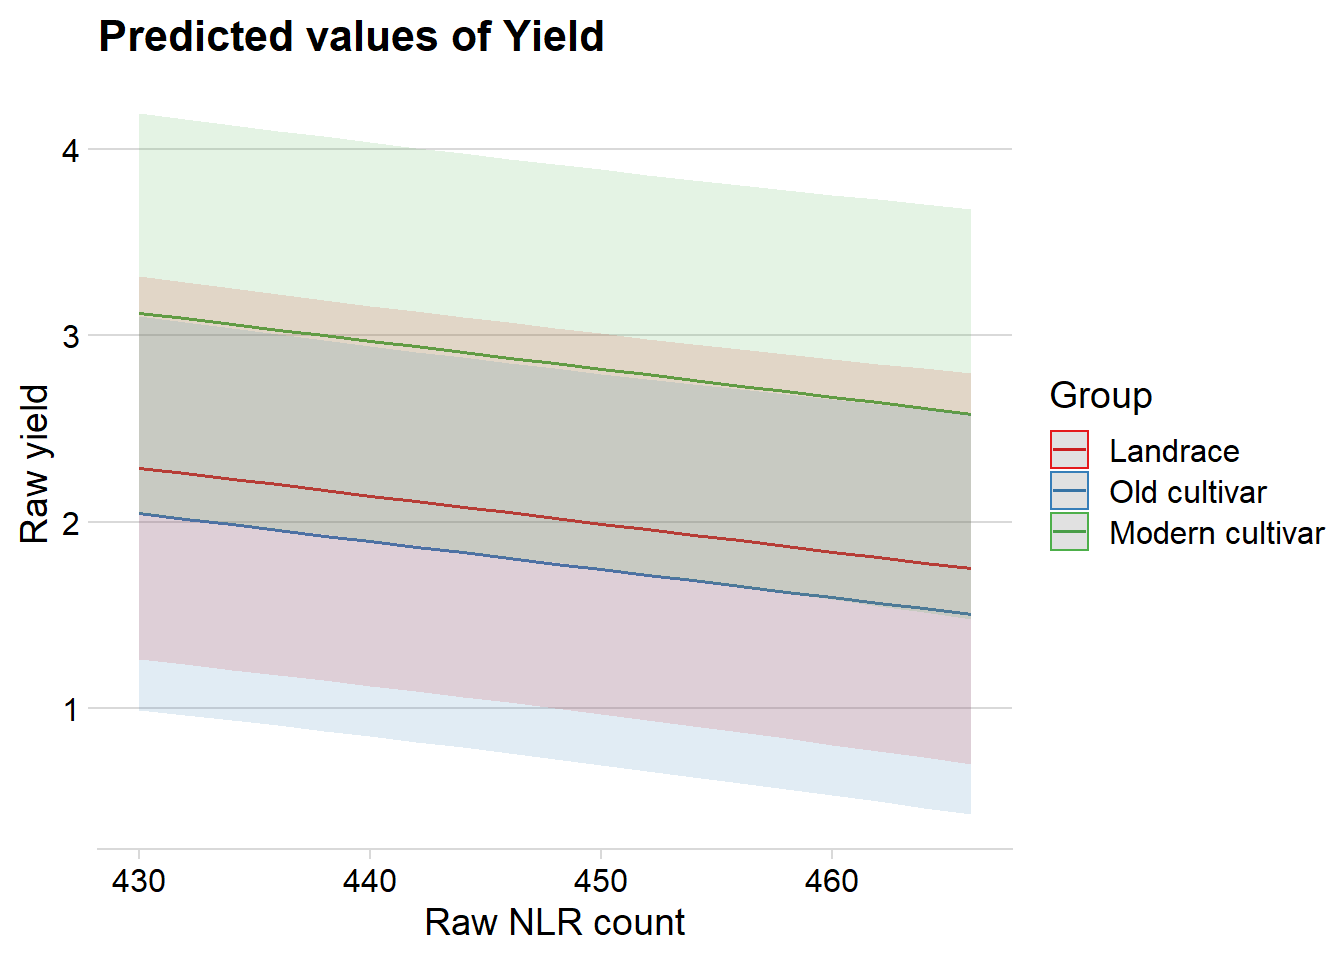 Predicted values of Yield
4
3
2
1
Raw yield
430 440 450 460
Raw NLR count
Group
Landrace
Old cultivar
Modern cultivar